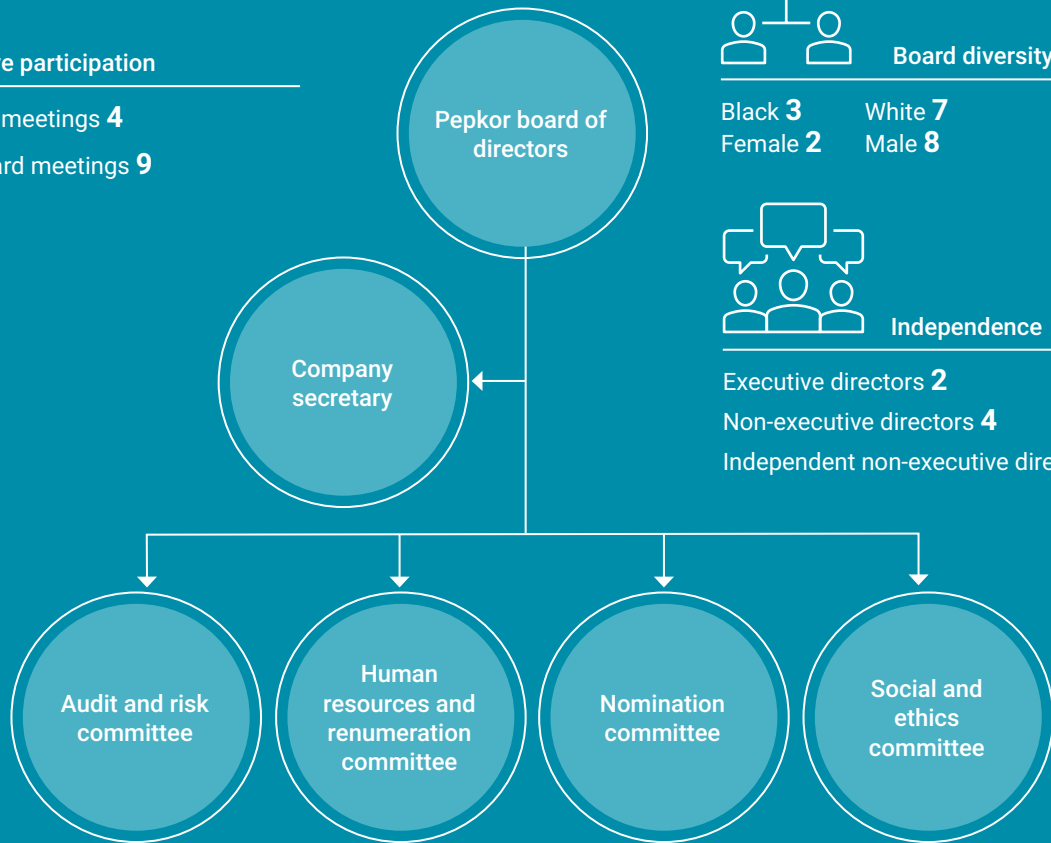 participation
meetings 4
meetings 9
Pepkor board of
directors
Board diversity
Black 3 White 7
Female 2 Male 8
Independence
Executive directors 2
Non-executive directors 4
Independent non-executive
Company
secretary
Audit and risk
committee
Human
resources and
renumeration
committee
Nomination
committee
Social and
ethics
committee